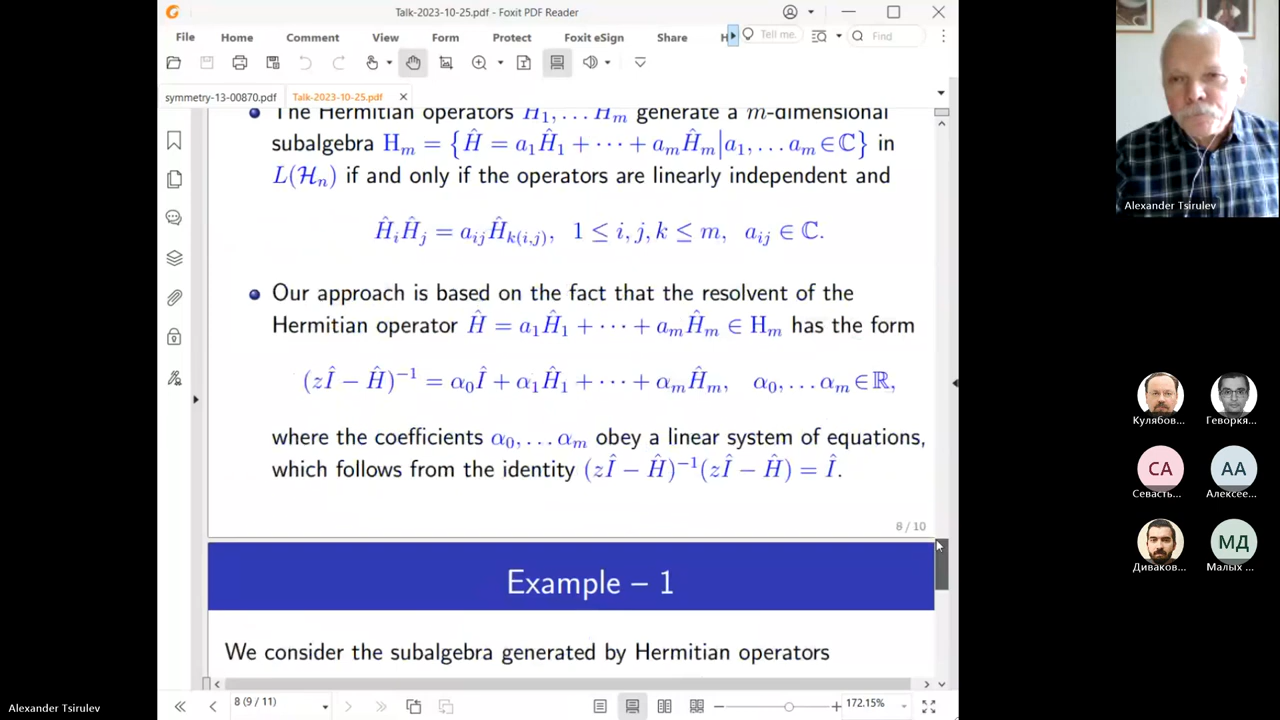 Talk-2023-10-25.pdf - Foxit PDF Reader
File Home Comment View Form Protect Foxit eSign Share H Tell me. Find
symmetry-13-00870.pdf Talk-2023-10-25.pdf
The Hermitian operators Ĥ₁, . . . Ĥₘ generate a m-dimensional
subalgebra Hₘ = {Ĥ = a₁Ĥ₁ + ··· + aₘĤₘ|a₁, . . . aₘ ∈ ℂ} in
L(ℋₙ) if and only if the operators are linearly independent and
ĤᵢĤⱼ = aᵢⱼĤₖ₍ᵢ,ⱼ₎, 1 ≤ i, j, k ≤ m, aᵢⱼ ∈ ℂ.
Our approach is based on the fact that the resolvent of the
Hermitian operator Ĥ = a₁Ĥ₁ + ··· + aₘĤₘ ∈ Hₘ has the form
(zÎ − Ĥ)⁻¹ = α₀Î + α₁Ĥ₁ + ··· + αₘĤₘ, α₀, . . . αₘ ∈ ℝ,
where the coefficients α₀, . . . αₘ obey a linear system of equations,
which follows from the identity (zÎ − Ĥ)⁻¹(zÎ − Ĥ) = Î.
8 / 10
Example – 1
We consider the subalgebra generated by Hermitian operators
8 (9 / 11) 172.15%
Alexander Tsirulev
Кулябов... Геворкя...
СА АА
Севасть... Алексее...
МД
Диваков... Малых ...
Alexander Tsirulev